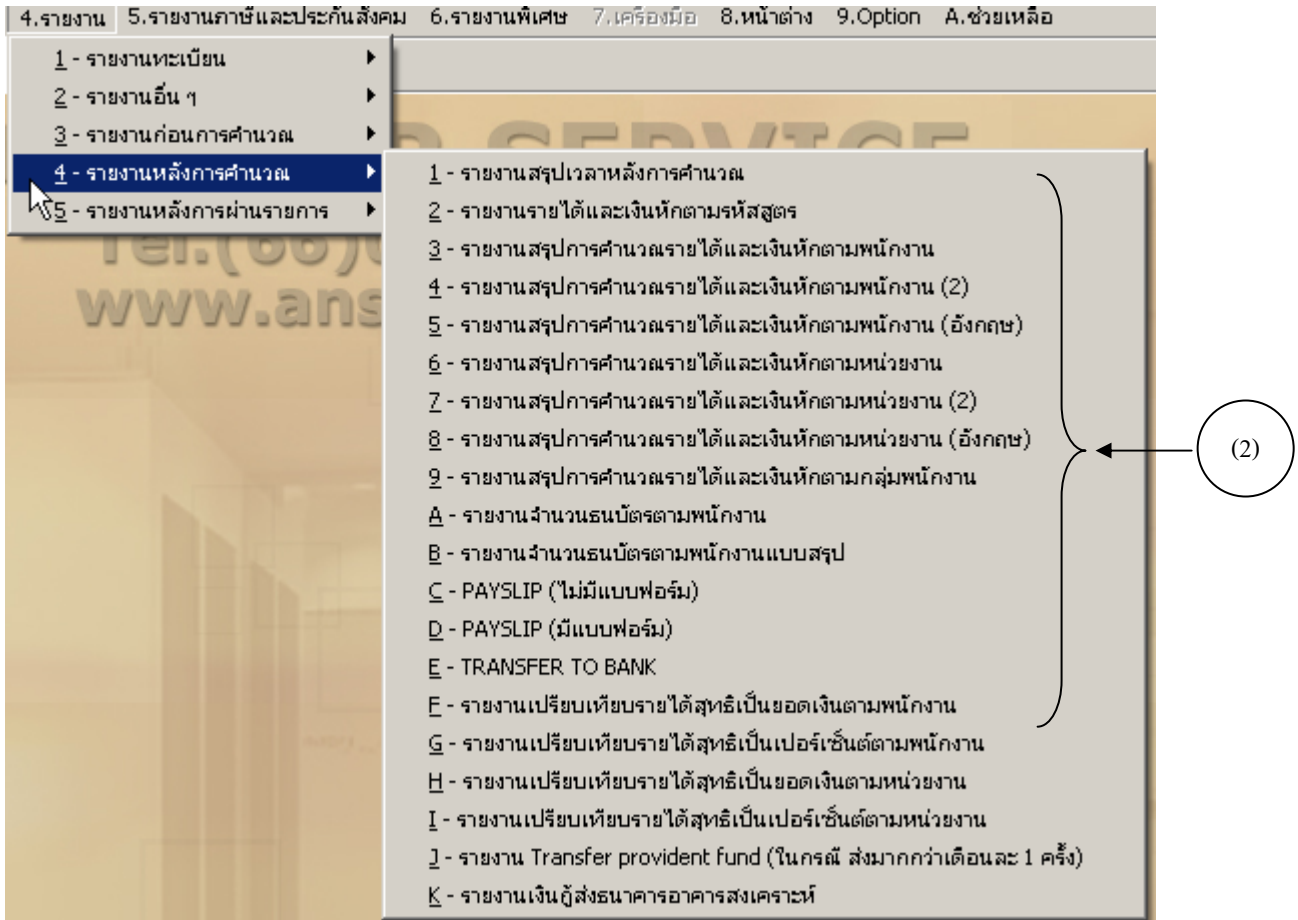 4.รายงาน 5.รายงานภาษีและประกันสังคม 6.รายงานพิเศษ 7.เครื่องมือ 8.หน้าต่าง 9.Option A.ช่วยเหลือ
1 - รายงานทะเบียน
2 - รายงานอื่น ๆ
3 - รายงานก่อนการคำนวณ
4 - รายงานหลังการคำนวณ
5 - รายงานหลังการผ่านรายการ
SERVICE
Tel.(66)
www.ans
1 - รายงานสรุปเวลาหลังการคำนวณ
2 - รายงานรายได้และเงินหักตามรหัสสูตร
3 - รายงานสรุปการคำนวณรายได้และเงินหักตามพนักงาน
4 - รายงานสรุปการคำนวณรายได้และเงินหักตามพนักงาน (2)
5 - รายงานสรุปการคำนวณรายได้และเงินหักตามพนักงาน (อังกฤษ)
6 - รายงานสรุปการคำนวณรายได้และเงินหักตามหน่วยงาน
7 - รายงานสรุปการคำนวณรายได้และเงินหักตามหน่วยงาน (2)
8 - รายงานสรุปการคำนวณรายได้และเงินหักตามหน่วยงาน (อังกฤษ)
9 - รายงานสรุปการคำนวณรายได้และเงินหักตามกลุ่มพนักงาน
A - รายงานจำนวนธนบัตรตามพนักงาน
B - รายงานจำนวนธนบัตรตามพนักงานแบบสรุป
C - PAYSLIP (ไม่มีแบบฟอร์ม)
D - PAYSLIP (มีแบบฟอร์ม)
E - TRANSFER TO BANK
F - รายงานเปรียบเทียบรายได้สุทธิเป็นยอดเงินตามพนักงาน
G - รายงานเปรียบเทียบรายได้สุทธิเป็นเปอร์เซ็นต์ตามพนักงาน
H - รายงานเปรียบเทียบรายได้สุทธิเป็นยอดเงินตามหน่วยงาน
I - รายงานเปรียบเทียบรายได้สุทธิเป็นเปอร์เซ็นต์ตามหน่วยงาน
J - รายงาน Transfer provident fund (ในกรณี ส่งมากกว่าเดือนละ 1 ครั้ง)
K - รายงานเงินกู้ส่งธนาคารอาคารสงเคราะห์
(2)